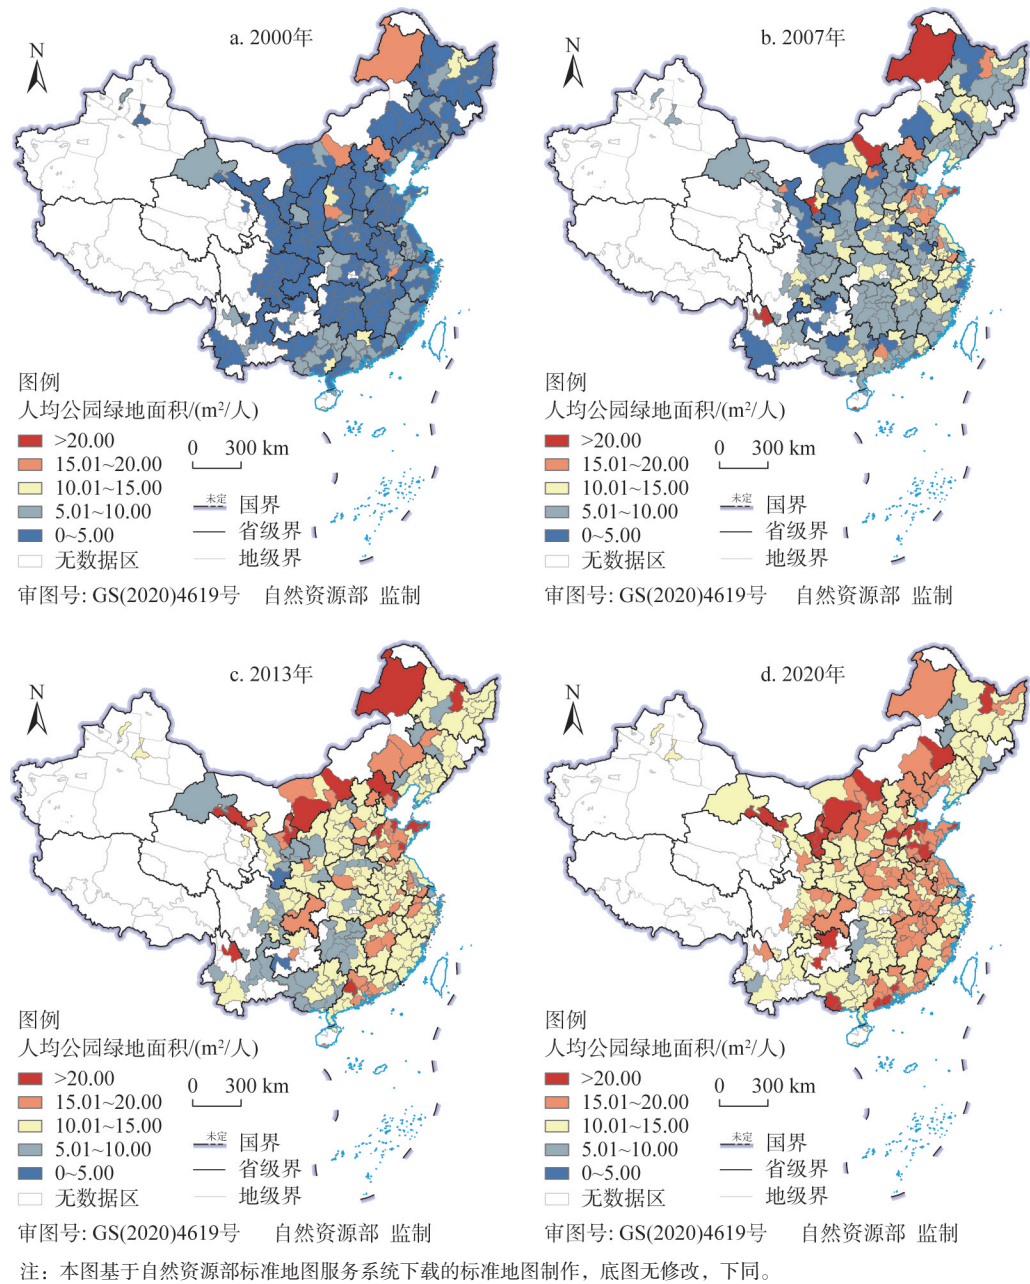 a. 2000年
N
图例
人均公园绿地面积/(m²/人)
>20.00
15.01~20.00
10.01~15.00
5.01~10.00
0~5.00
无数据区
0 300 km
未定 国界
省级界
地级界
审图号: GS(2020)4619号 自然资源部 监制
b. 2007年
N
图例
人均公园绿地面积/(m²/人)
>20.00
15.01~20.00
10.01~15.00
5.01~10.00
0~5.00
无数据区
0 300 km
未定 国界
省级界
地级界
审图号: GS(2020)4619号 自然资源部 监制
c. 2013年
N
图例
人均公园绿地面积/(m²/人)
>20.00
15.01~20.00
10.01~15.00
5.01~10.00
0~5.00
无数据区
0 300 km
未定 国界
省级界
地级界
审图号: GS(2020)4619号 自然资源部 监制
d. 2020年
N
图例
人均公园绿地面积/(m²/人)
>20.00
15.01~20.00
10.01~15.00
5.01~10.00
0~5.00
无数据区
0 300 km
未定 国界
省级界
地级界
审图号: GS(2020)4619号 自然资源部 监制
注：本图基于自然资源部标准地图服务系统下载的标准地图制作，底图无修改，下同。